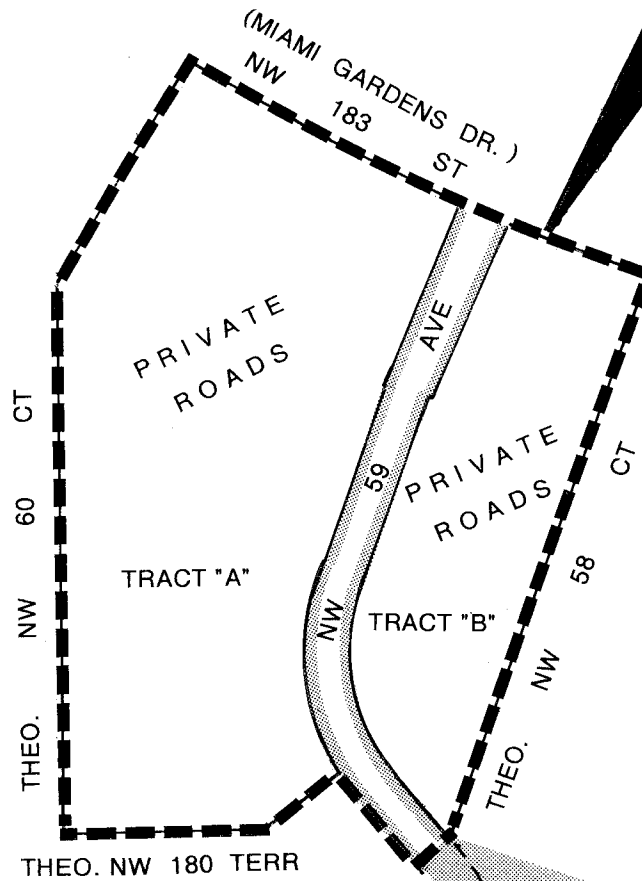 (MIAMI GARDENS DR. )
NW 183 ST
PRIVATE
ROADS
NW 59 AVE
PRIVATE
ROADS
TRACT "A"
TRACT "B"
THEO. NW 60 CT
THEO. NW 58 CT
THEO. NW 180 TERR